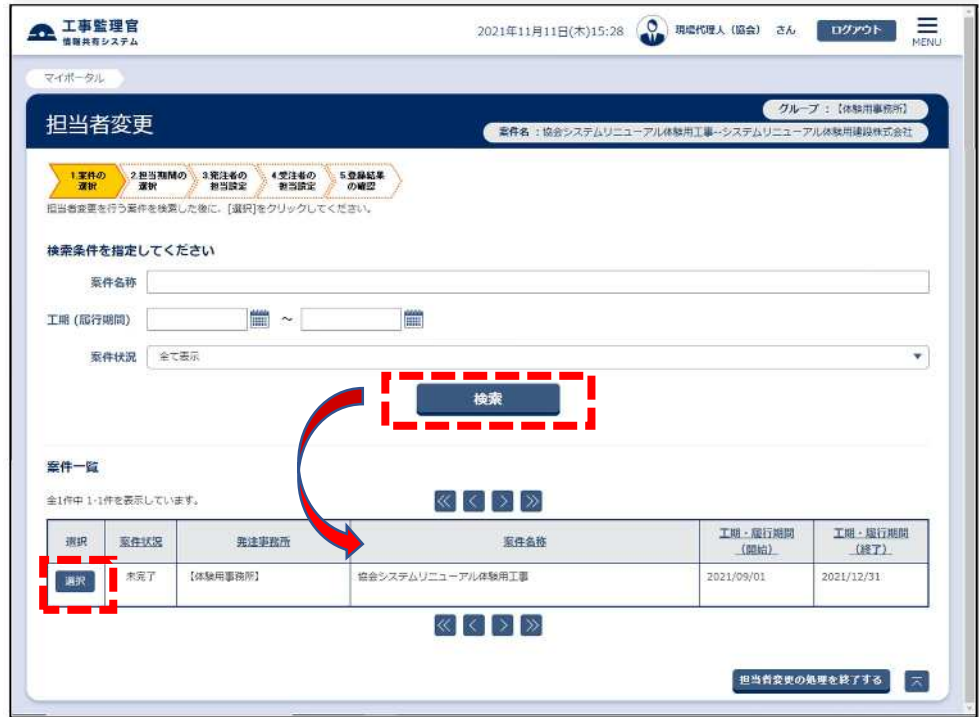 工事監理官
情報共有システム
2021年11月11日(木)15:28
現場代理人（協会） さん
ログアウト
MENU
マイポータル
担当者変更
グループ ：【体験用事務所】
案件名 ：協会システムリニューアル体験用工事--システムリニューアル体験用建設株式会社
1.案件の選択
2.担当期間の選択
3.発注者の担当設定
4.受注者の担当設定
5.登録結果の確認
担当者変更を行う案件を検索した後に、[選択]をクリックしてください。
検索条件を指定してください
案件名称
工期 (履行期間)
～
案件状況
全て表示
検索
案件一覧
全1件中 1-1件を表示しています。
選択 案件状況 発注事務所 案件名称 工期・履行期間（開始） 工期・履行期間（終了）
選択 未完了 【体験用事務所】 協会システムリニューアル体験用工事 2021/09/01 2021/12/31
担当者変更の処理を終了する